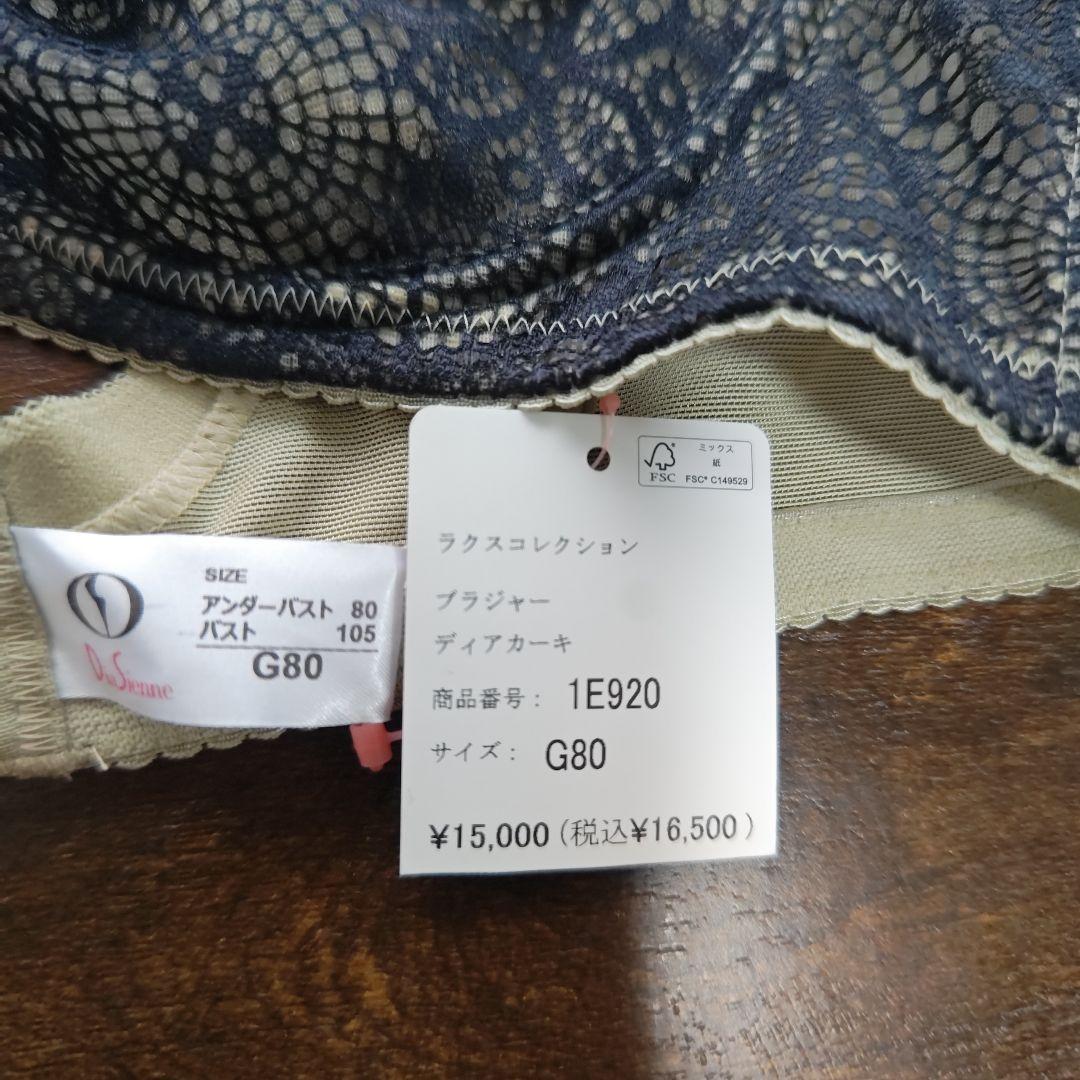 SIZE
アンダーバスト 80
バスト 105
G80
DiaSienne
ミックス
紙
FSC
FSC® C149529
ラクスコレクション
ブラジャー
ディアカーキ
商品番号: 1E920
サイズ: G80
¥15,000(税込¥16,500)